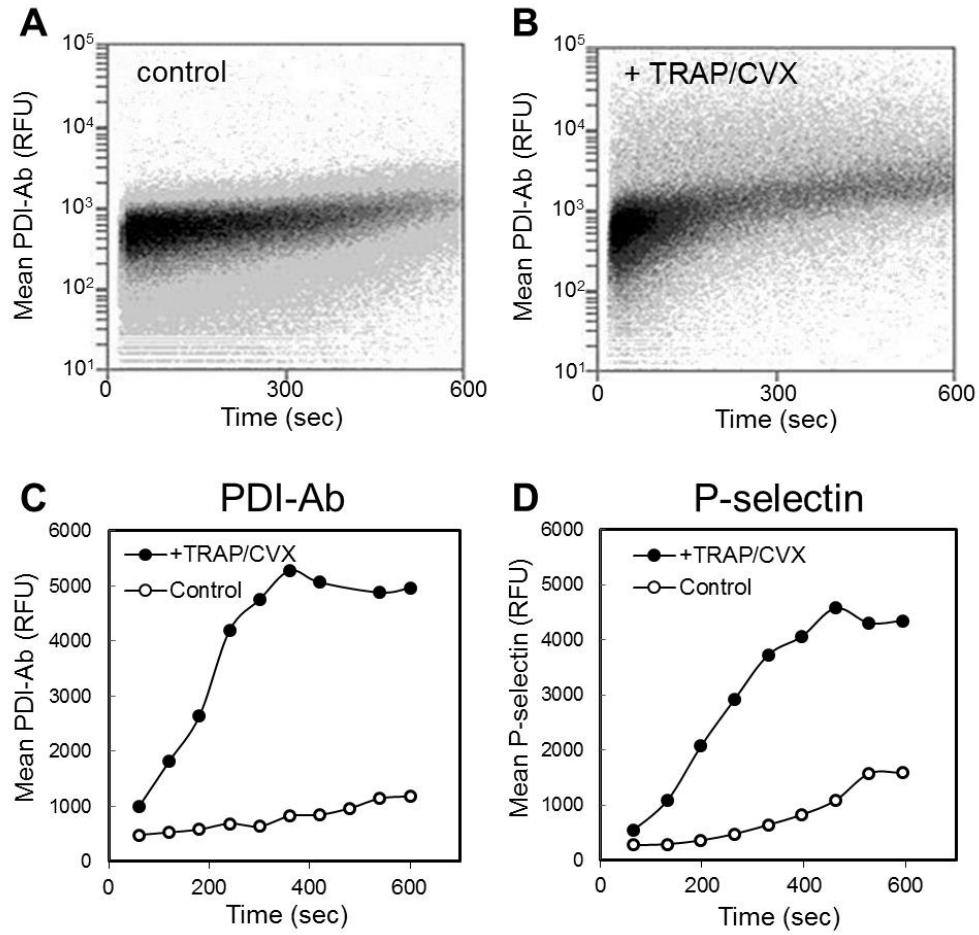 A
control
Mean PDI-Ab (RFU)
10⁵
10⁴
10³
10²
10¹
0
300
600
Time (sec)
B
+ TRAP/CVX
Mean PDI-Ab (RFU)
10⁵
10⁴
10³
10²
10¹
0
300
600
Time (sec)
C
PDI-Ab
+TRAP/CVX
Control
Mean PDI-Ab (RFU)
6000
5000
4000
3000
2000
1000
0
0
200
400
600
Time (sec)
D
P-selectin
+TRAP/CVX
Control
Mean P-selectin (RFU)
6000
5000
4000
3000
2000
1000
0
0
200
400
600
Time (sec)